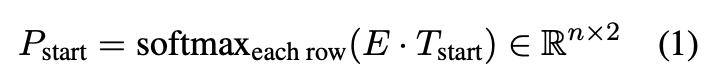 P_start = softmax_each row(E · T_start) ∈ ℝ^{n×2} (1)